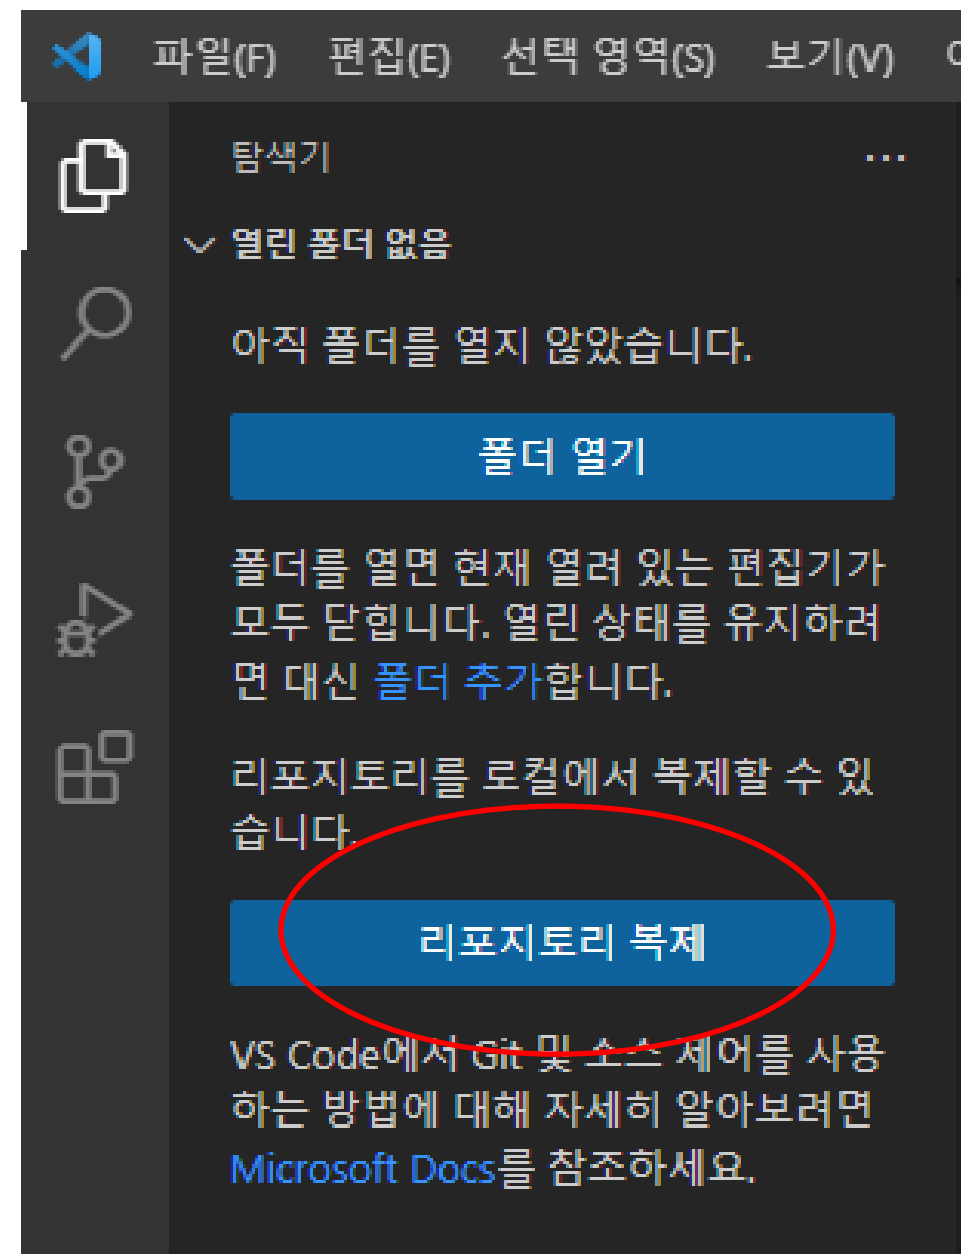 파일(F) 편집(E) 선택 영역(S) 보기(V)
탐색기 ...
열린 폴더 없음
아직 폴더를 열지 않았습니다.
폴더 열기
폴더를 열면 현재 열려 있는 편집기가
모두 닫힙니다. 열린 상태를 유지하려
면 대신 폴더 추가합니다.
리포지토리를 로컬에서 복제할 수 있
습니다.
리포지토리 복제
VS Code에서 Git 및 소스 제어를 사용
하는 방법에 대해 자세히 알아보려면
Microsoft Docs를 참조하세요.